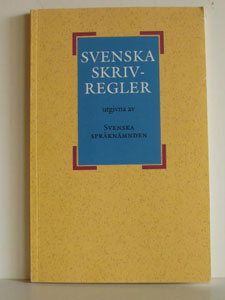 SVENSKA
SKRIV-
REGLER
utgivna av
SVENSKA
SPRÅKNÄMNDEN